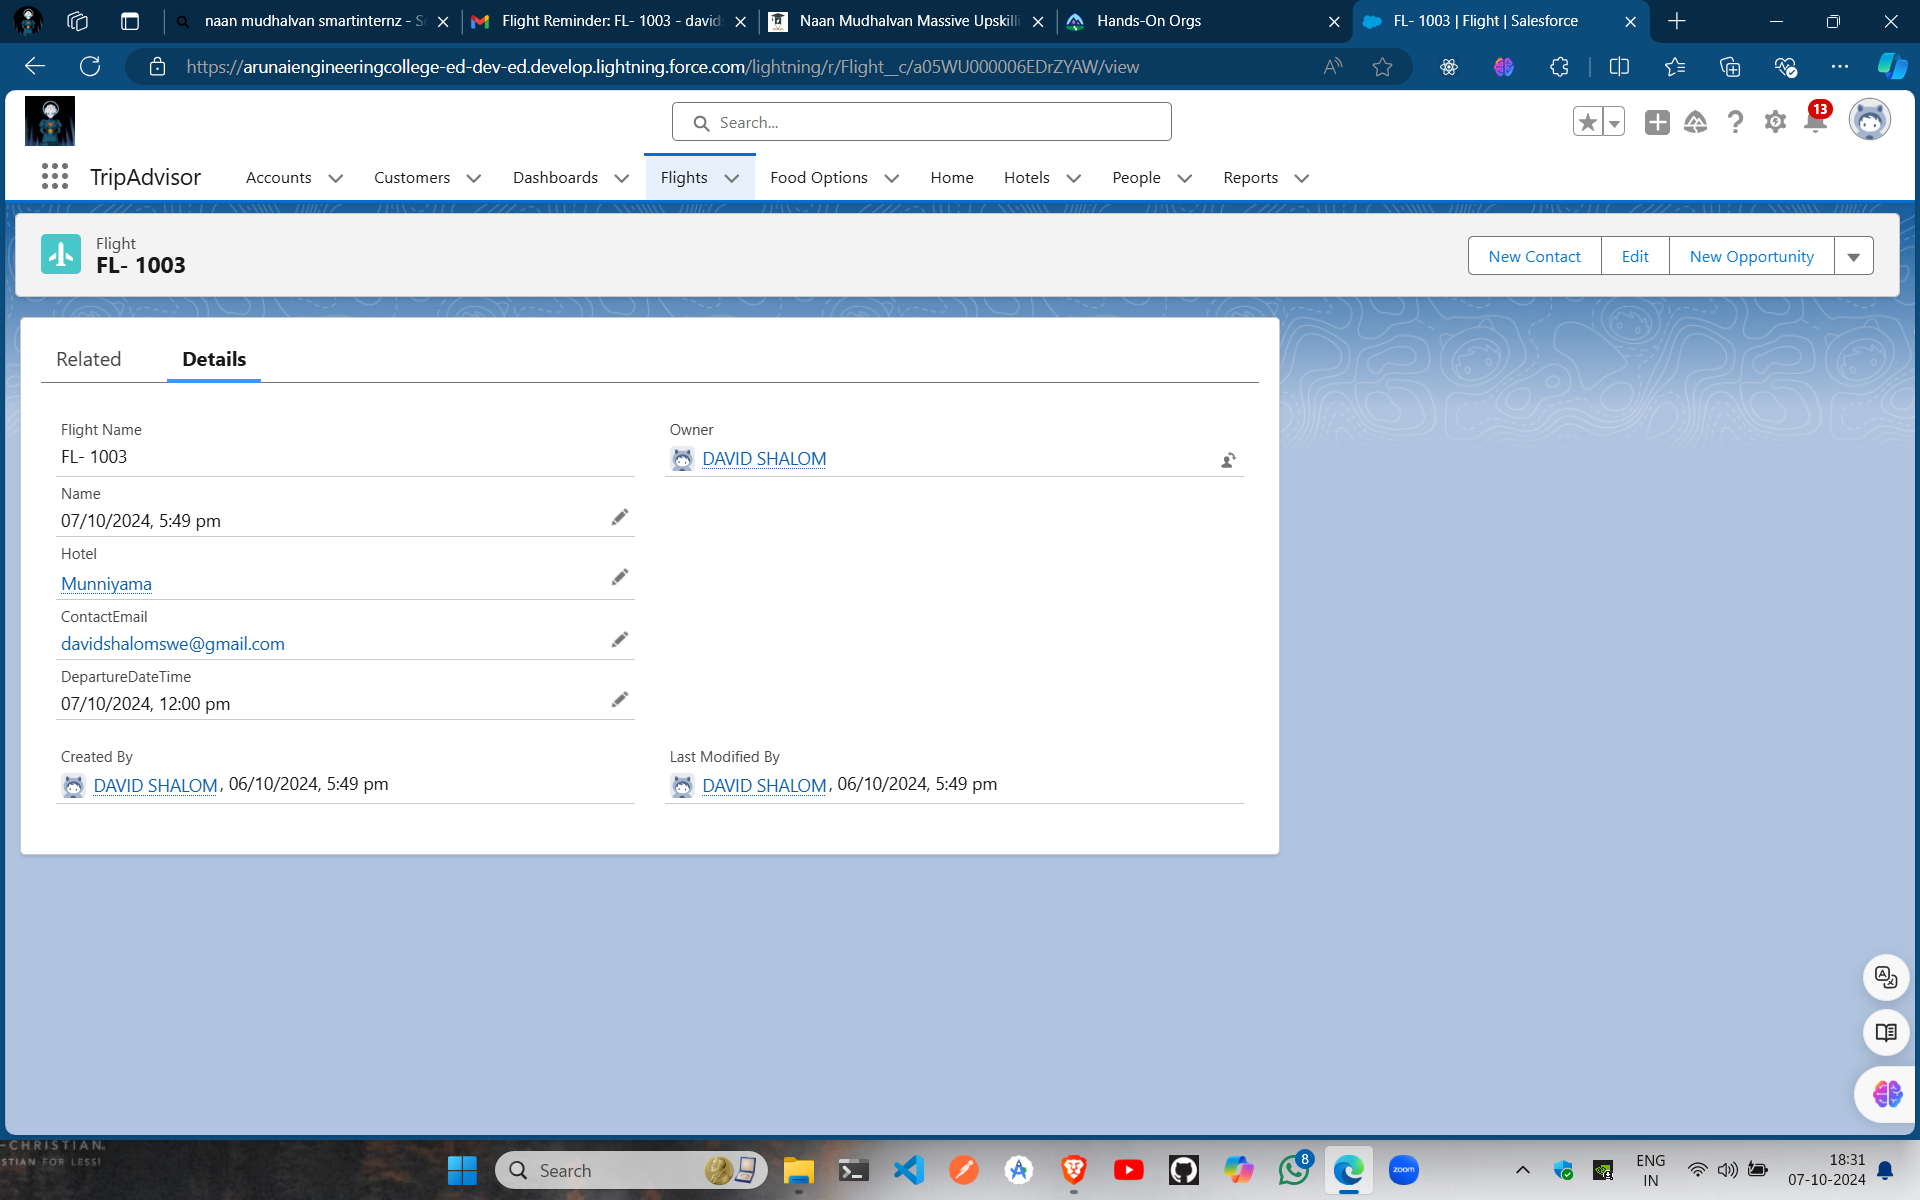 naan mudhalvan smartinternz - S
Flight Reminder: FL- 1003 - david
Naan Mudhalvan Massive Upskilli
Hands-On Orgs
FL- 1003 | Flight | Salesforce
https://arunaiengineeringcollege-ed-dev-ed.develop.lightning.force.com/lightning/r/Flight__c/a05WU000006EDrZYAW/view
Search...
13
TripAdvisor
Accounts
Customers
Dashboards
Flights
Food Options
Home
Hotels
People
Reports
Flight
FL- 1003
New Contact
Edit
New Opportunity
Related
Details
Flight Name
FL- 1003
Owner
DAVID SHALOM
Name
07/10/2024, 5:49 pm
Hotel
Munniyama
ContactEmail
davidshalomswe@gmail.com
DepartureDateTime
07/10/2024, 12:00 pm
Created By
DAVID SHALOM, 06/10/2024, 5:49 pm
Last Modified By
DAVID SHALOM, 06/10/2024, 5:49 pm
-CHRISTIAN
STIAN FOR LESS!
Search
8
zoom
ENG
IN
18:31
07-10-2024